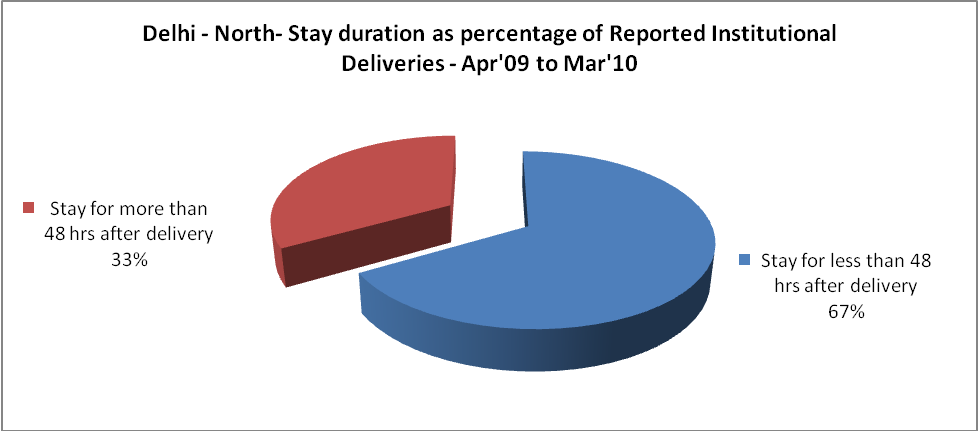 Delhi - North- Stay duration as percentage of Reported Institutional
Deliveries - Apr'09 to Mar'10
Stay for more than
48 hrs after delivery
33%
Stay for less than 48
hrs after delivery
67%